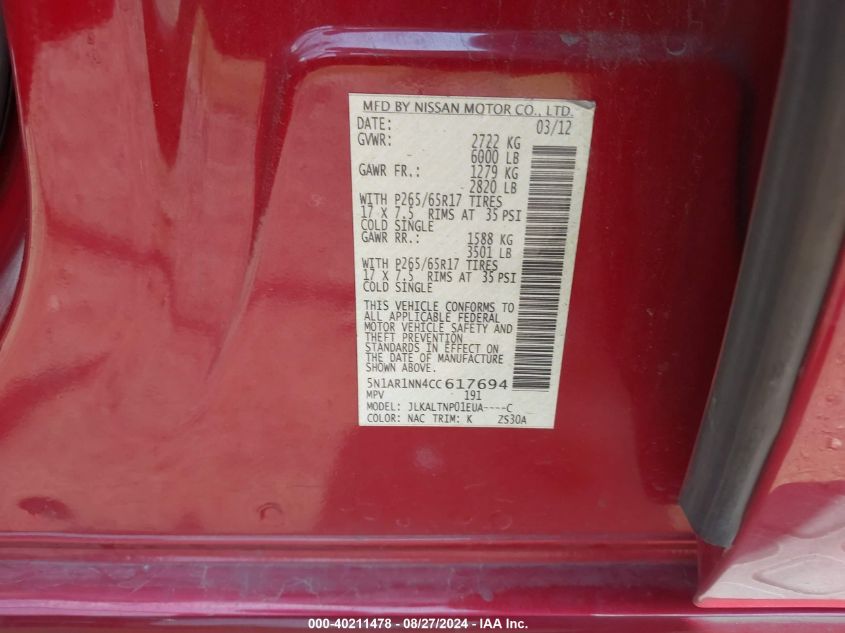 MFD BY NISSAN MOTOR CO., LTD.
DATE: 03/12
GVWR: 2722 KG
6000 LB
GAWR FR.: 1279 KG
2820 LB
WITH P265/65R17 TIRES
17 X 7.5 RIMS AT 35 PSI
COLD SINGLE
GAWR RR.: 1588 KG
3501 LB
WITH P265/65R17 TIRES
17 X 7.5 RIMS AT 35 PSI
COLD SINGLE
THIS VEHICLE CONFORMS TO
ALL APPLICABLE FEDERAL
MOTOR VEHICLE SAFETY AND
THEFT PREVENTION
STANDARDS IN EFFECT ON
THE DATE OF MANUFACTURE
SHOWN ABOVE.
5N1AR1NN4CC617694
MPV 191
MODEL: JLKALTNP01EUA----C
COLOR: NAC TRIM: K ZS30A
000-40211478 - 08/27/2024 - IAA Inc.